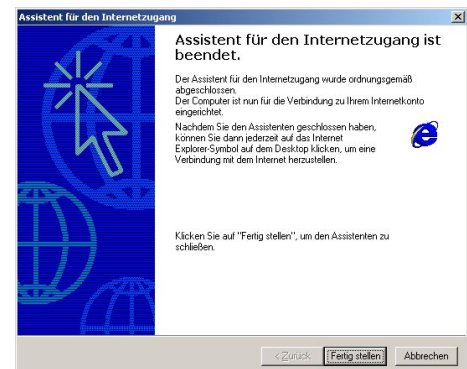 Assistent für den Internetzugang
Assistent für den Internetzugang ist
beendet.
Der Assistent für den Internetzugang wurde ordnungsgemäß
abgeschlossen.
Der Computer ist nun für die Verbindung zu Ihrem Internetkonto
eingerichtet.
Nachdem Sie den Assistenten geschlossen haben,
können Sie dann jederzeit auf das Internet
Explorer-Symbol auf dem Desktop klicken, um eine
Verbindung mit dem Internet herzustellen.
Klicken Sie auf "Fertig stellen", um den Assistenten zu
schließen.
< Zurück Fertig stellen Abbrechen